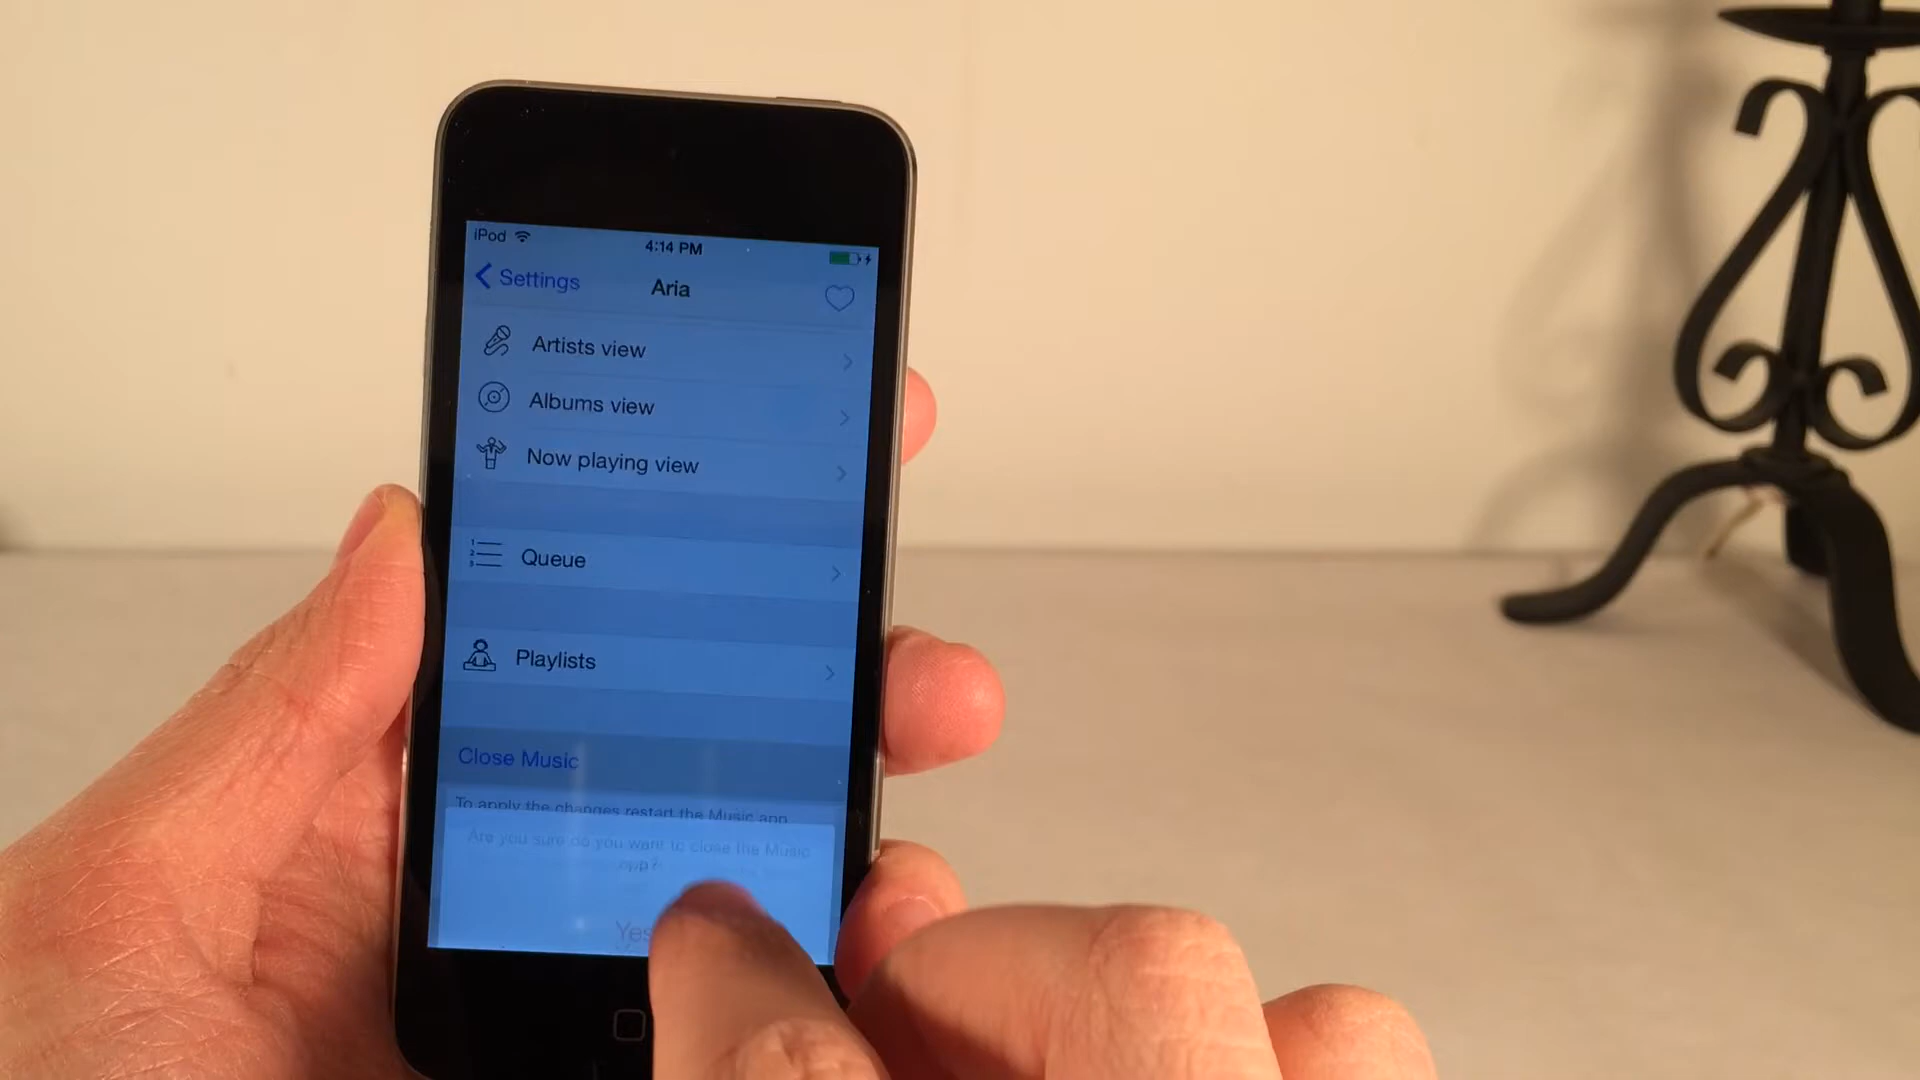 iPod
4:14 PM
Settings
Aria
Artists view
Albums view
Now playing view
Queue
Playlists
Close Music
To apply the changes restart the Music app
Are you sure do you want to close the Music
app?
Yes